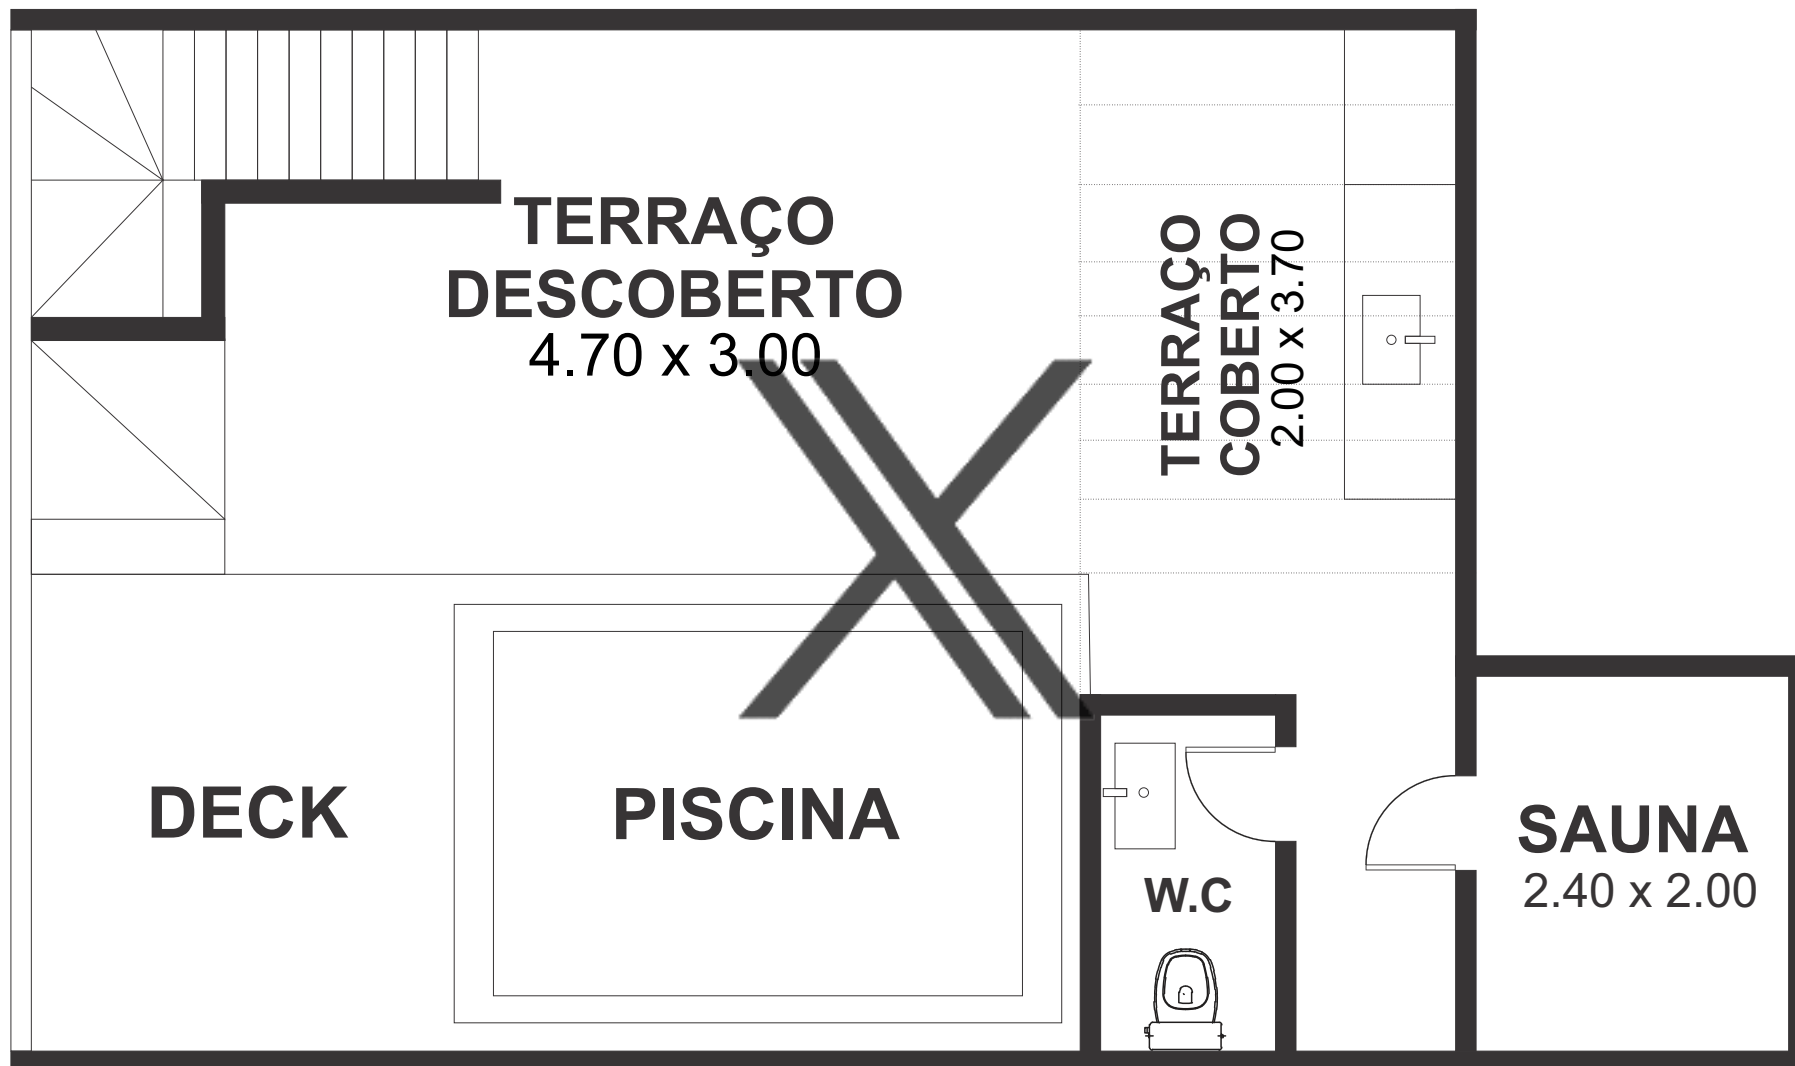 TERRAÇO
DESCOBERTO
4.70 x 3.00
TERRAÇO
COBERTO
2.00 x 3.70
DECK
PISCINA
W.C
SAUNA
2.40 x 2.00